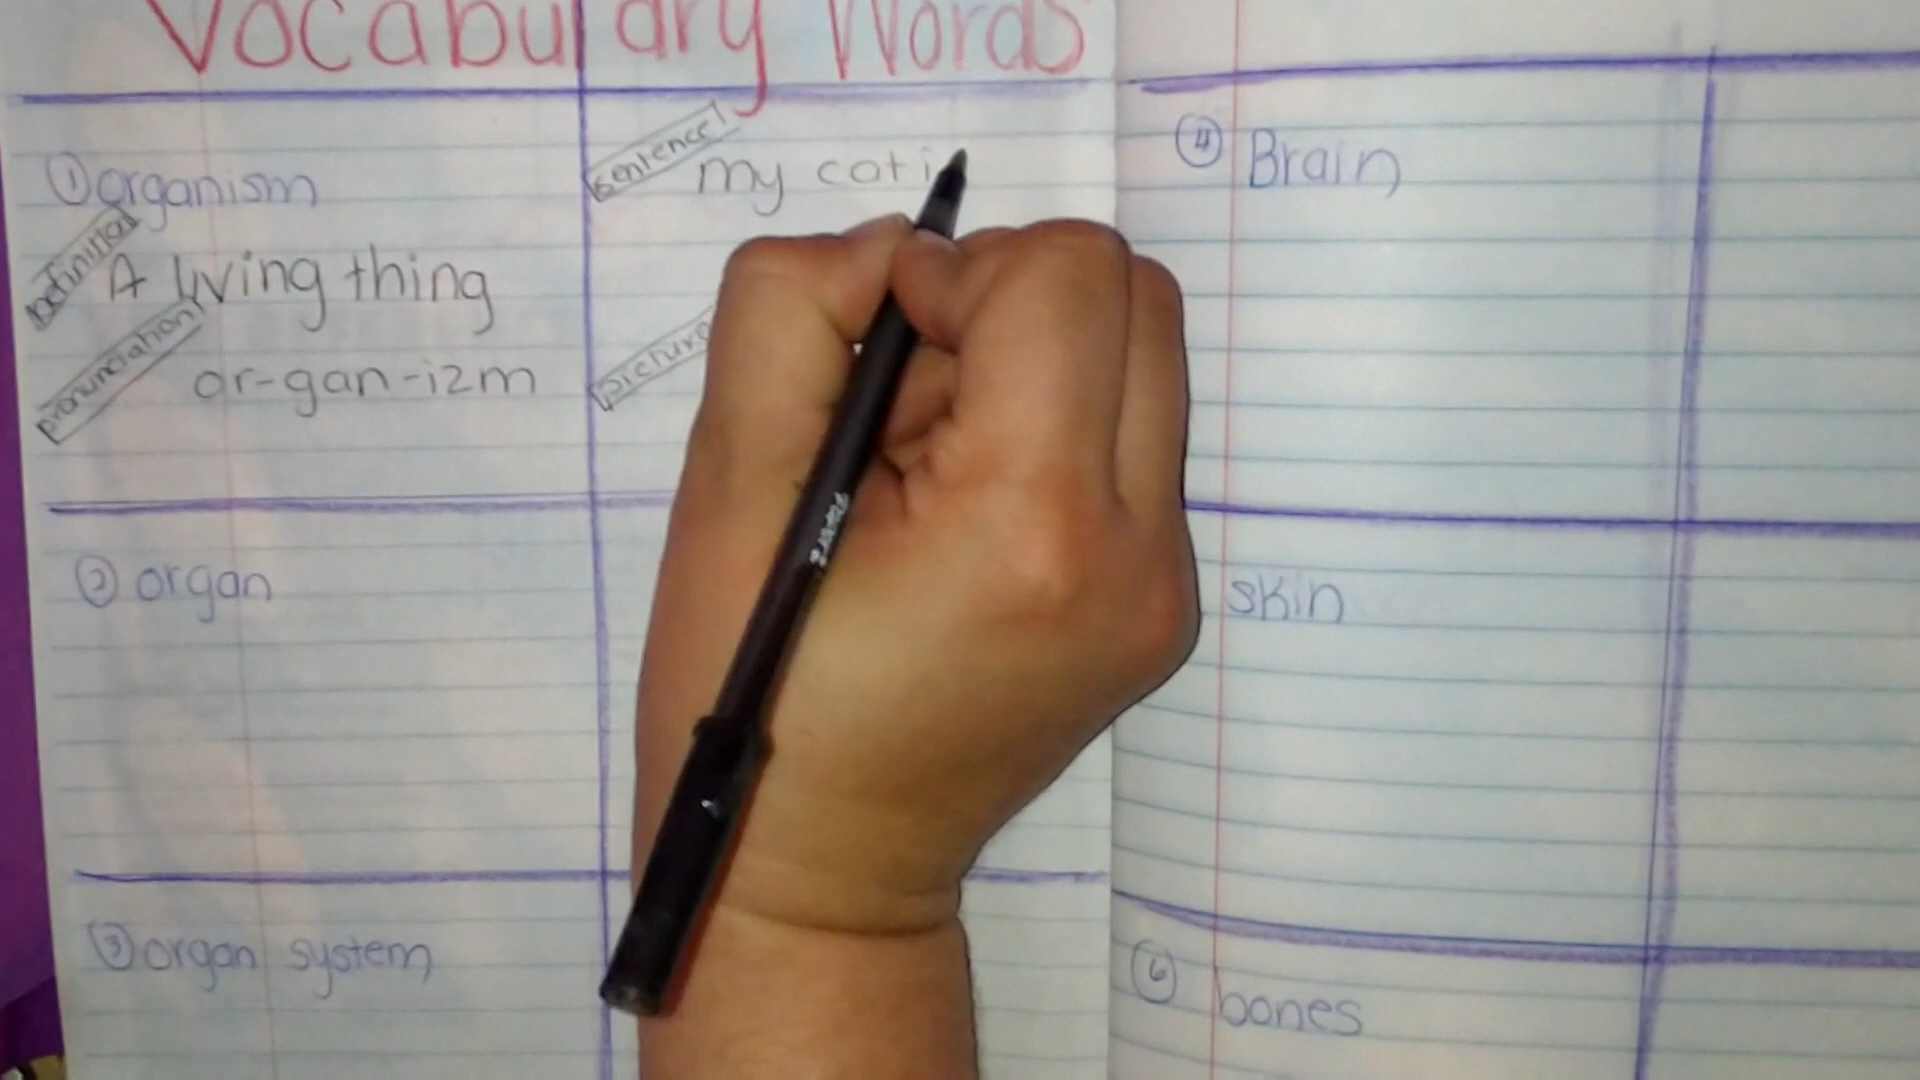 Vocabulary Words
① organism
definition
A living thing
pronunciation
or-gan-izm
sentence
my cat i
picture
② organ
③ organ system
④ Brain
skin
⑥ bones